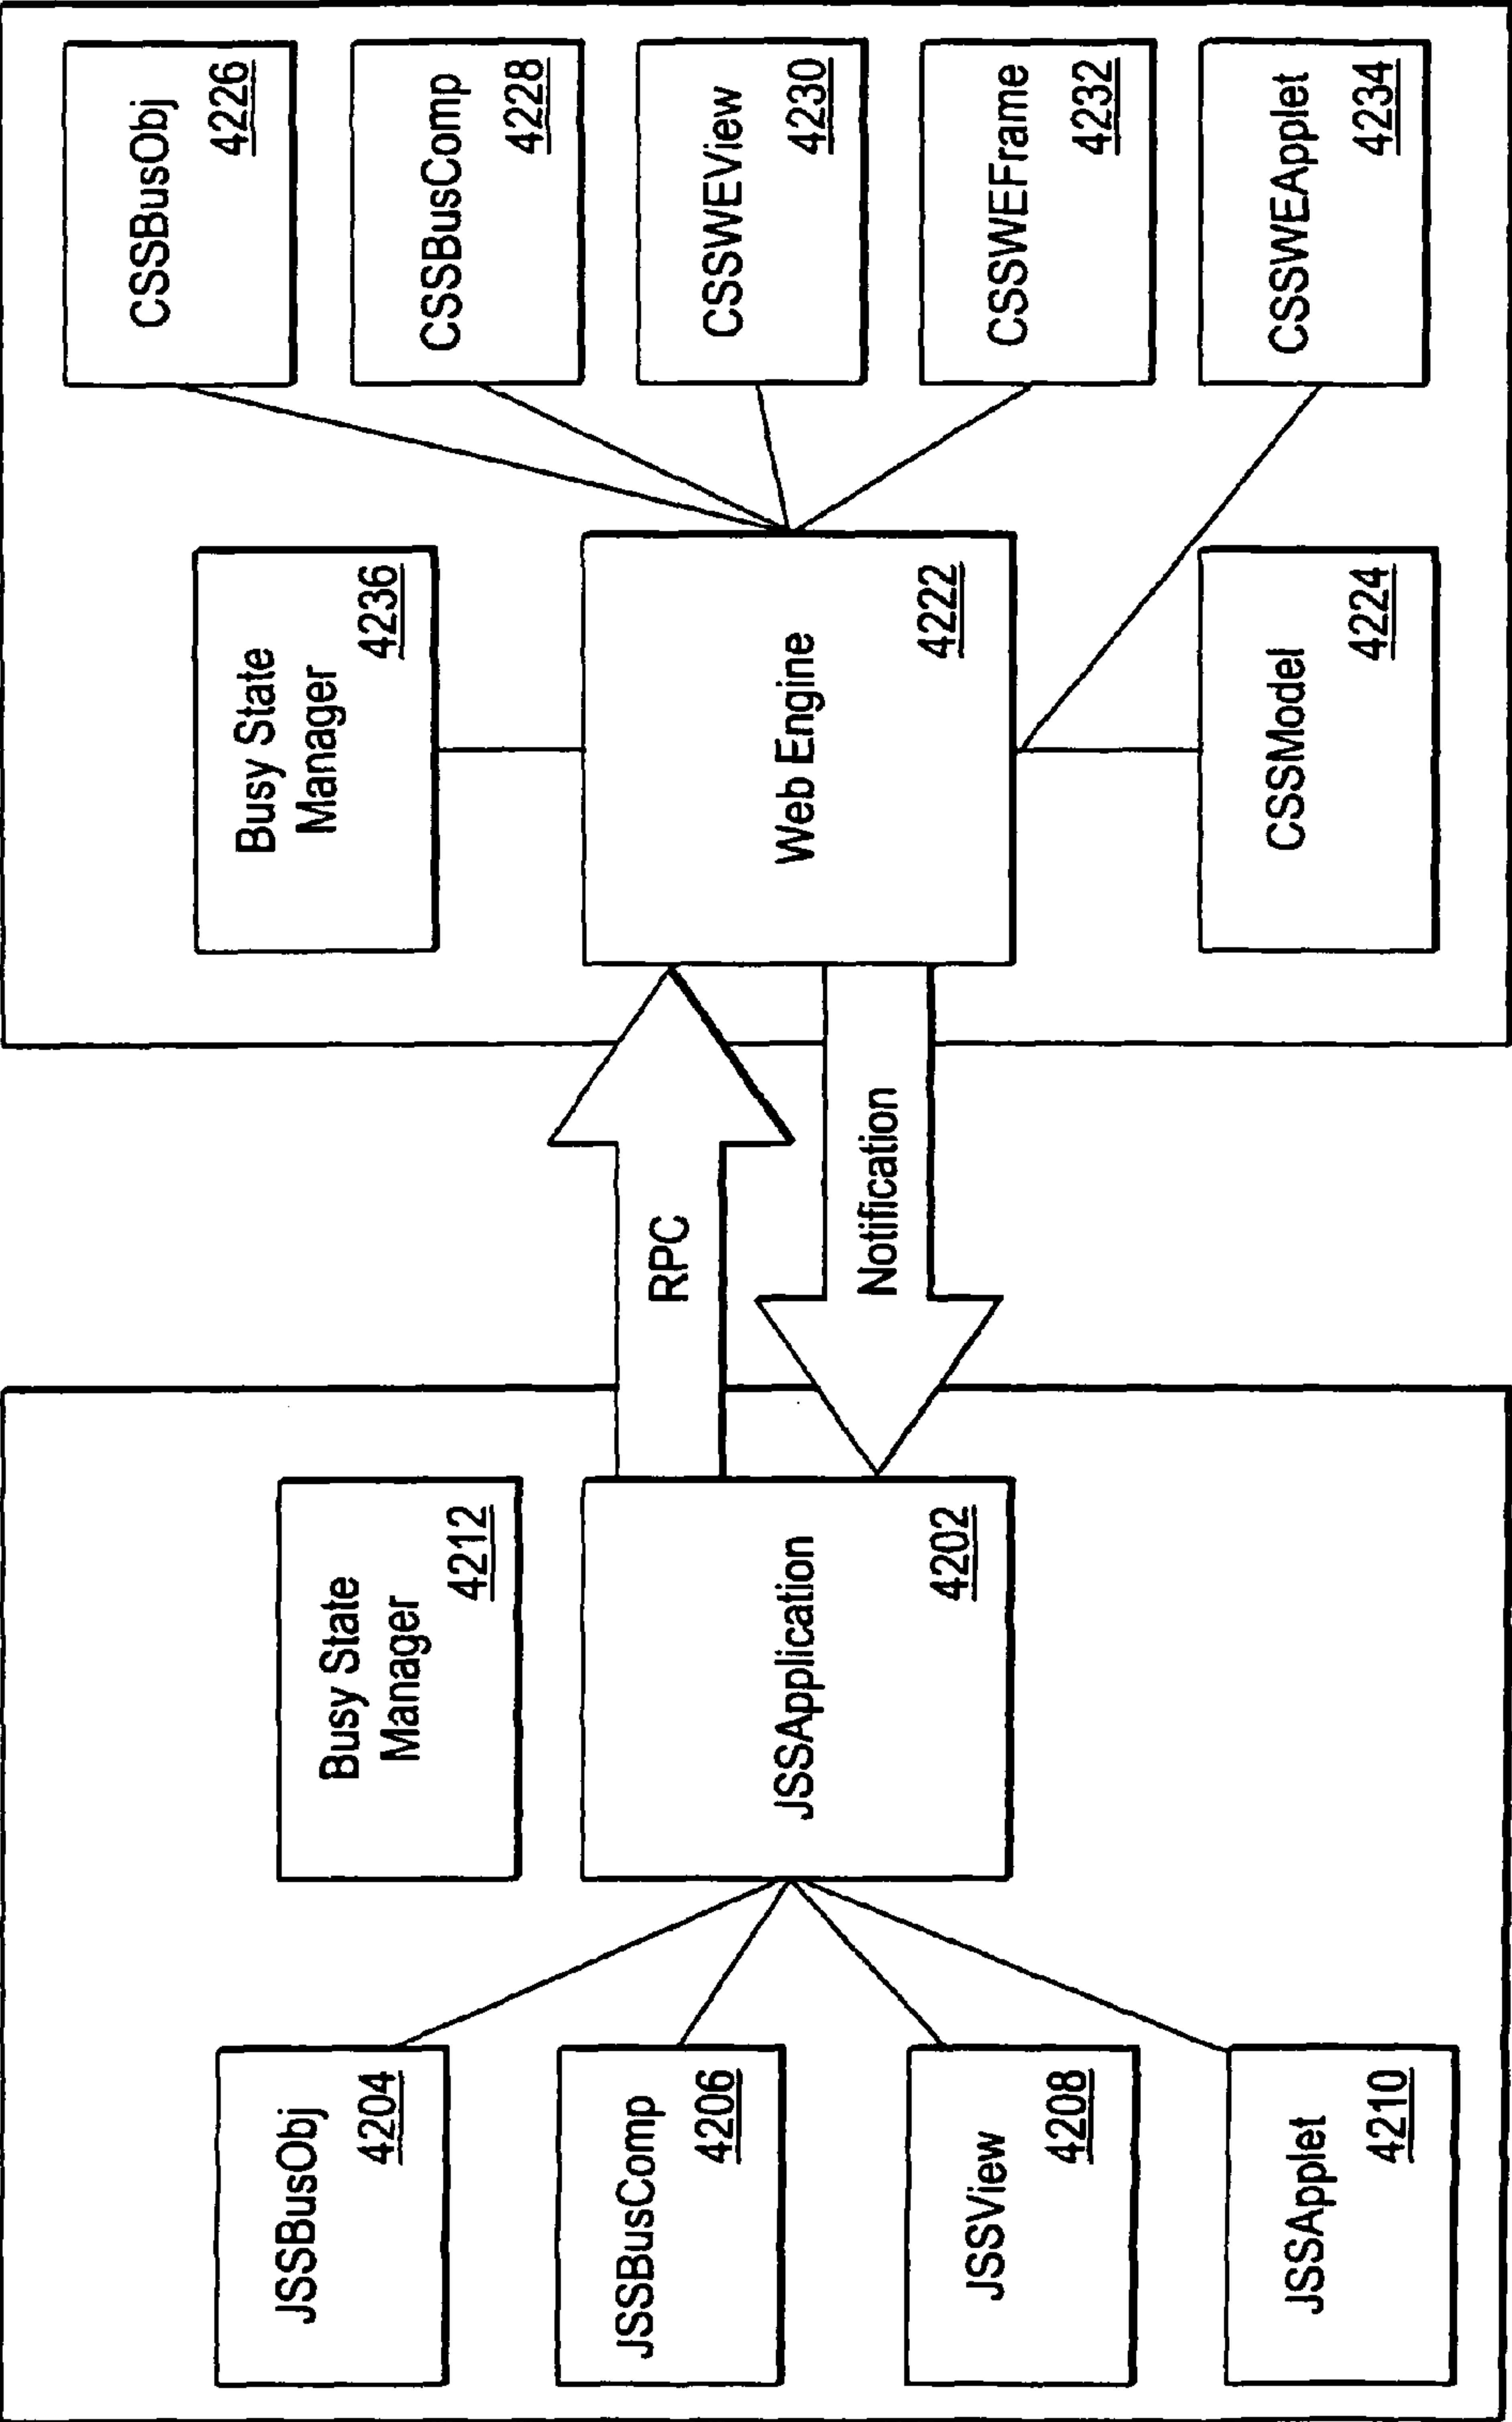 JSSBusObj
4204
JSSBusComp
4206
JSSView
4208
JSSApplet
4210
Busy State
Manager
4212
JSSApplication
4202
RPC
Notification
Busy State
Manager
4236
Web Engine
4222
CSSModel
4224
CSSBusObj
4226
CSSBusComp
4228
CSSWEView
4230
CSSWEFrame
4232
CSSWEApplet
4234